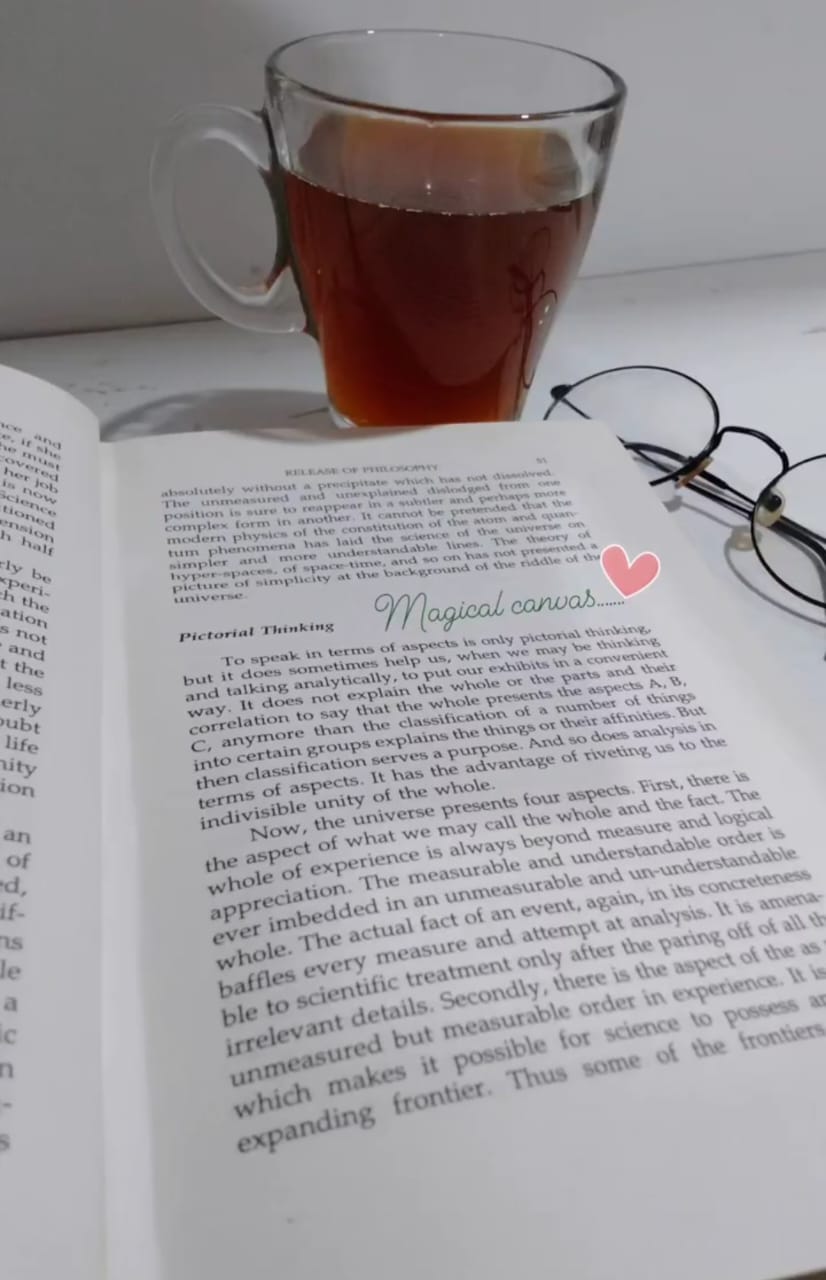 nce and
e, if she
he must
covered
her job
is now
Science
itioned
ension
h half
rly be
experi-
ch the
ation
s not
and
t the
less
erly
oubt
life
nity
ion
an
of
ed,
if-
ns
le
a
ic
n
-
s
RELEASE OF PHILOSOPHY 51
absolutely without a precipitate which has not dissolved.
The unmeasured and unexplained dislodged from one
position is sure to reappear in a subtler and perhaps more
complex form in another. It cannot be pretended that the
modern physics of the constitution of the atom and quan-
tum phenomena has laid the science of the universe on
simpler and more understandable lines. The theory of
hyper-spaces, of space-time, and so on has not presented a
picture of simplicity at the background of the riddle of the
universe.
Magical canvas.......
Pictorial Thinking
To speak in terms of aspects is only pictorial thinking,
but it does sometimes help us, when we may be thinking
and talking analytically, to put our exhibits in a convenient
way. It does not explain the whole or the parts and their
correlation to say that the whole presents the aspects A, B,
C, anymore than the classification of a number of things
into certain groups explains the things or their affinities. But
then classification serves a purpose. And so does analysis in
terms of aspects. It has the advantage of riveting us to the
indivisible unity of the whole.
Now, the universe presents four aspects. First, there is
the aspect of what we may call the whole and the fact. The
whole of experience is always beyond measure and logical
appreciation. The measurable and understandable order is
ever imbedded in an unmeasurable and un-understandable
whole. The actual fact of an event, again, in its concreteness
baffles every measure and attempt at analysis. It is amena-
ble to scientific treatment only after the paring off of all th
irrelevant details. Secondly, there is the aspect of the as
unmeasured but measurable order in experience. It is
which makes it possible for science to possess an
expanding frontier. Thus some of the frontiers